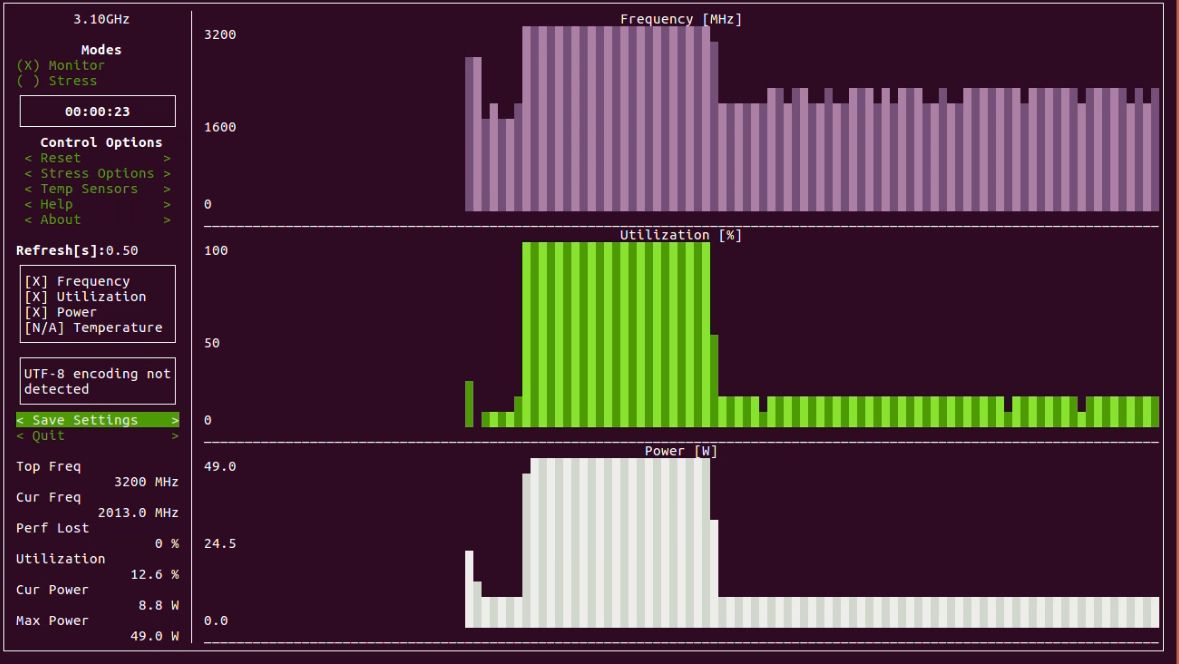 3.10GHz
Modes
(X) Monitor
( ) Stress
00:00:23
Control Options
< Reset >
< Stress Options >
< Temp Sensors >
< Help >
< About >
Refresh[s]:0.50
[X] Frequency
[X] Utilization
[X] Power
[N/A] Temperature
UTF-8 encoding not
detected
< Save Settings >
< Quit >
Top Freq
3200 MHz
Cur Freq
2013.0 MHz
Perf Lost
0 %
Utilization
12.6 %
Cur Power
8.8 W
Max Power
49.0 W
Frequency [MHz]
3200
1600
0
Utilization [%]
100
50
0
Power [W]
49.0
24.5
0.0